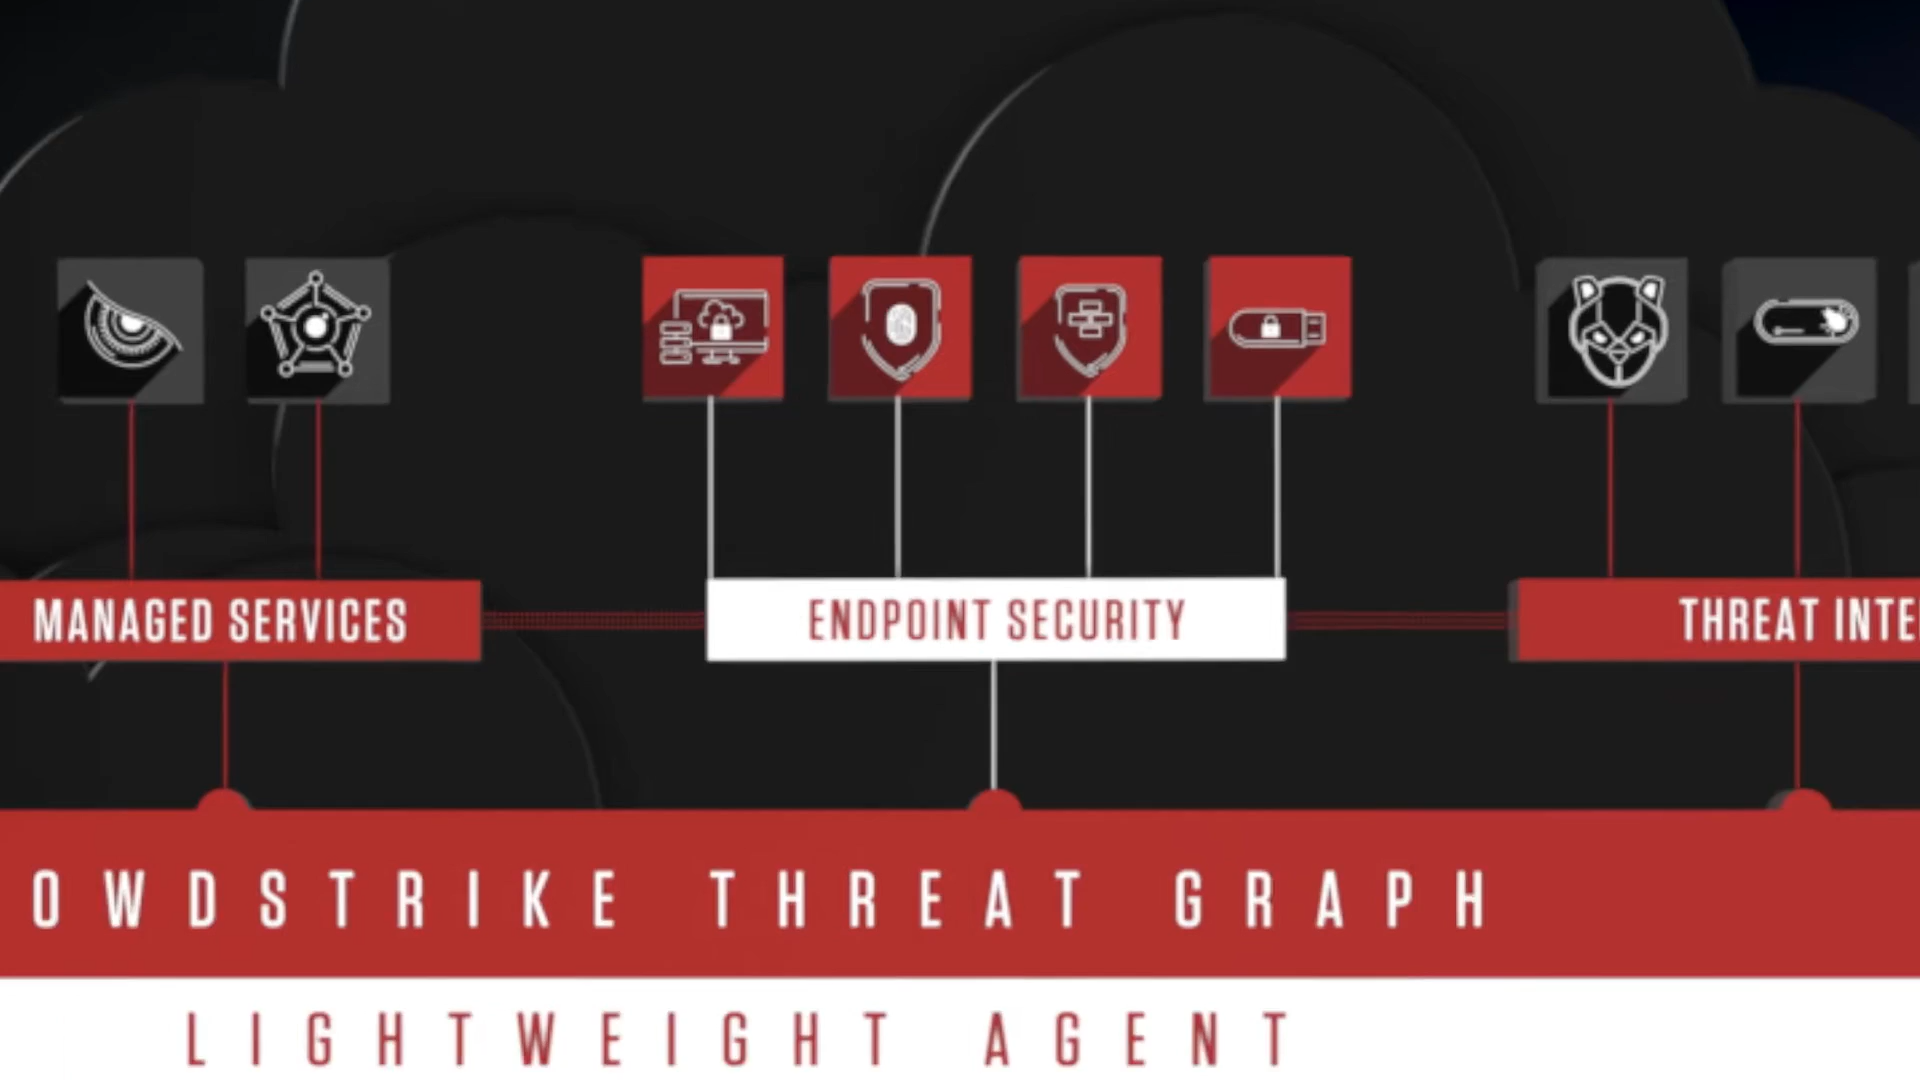 MANAGED SERVICES
ENDPOINT SECURITY
THREAT INTE
OWDSTRIKE THREAT GRAPH
LIGHTWEIGHT AGENT